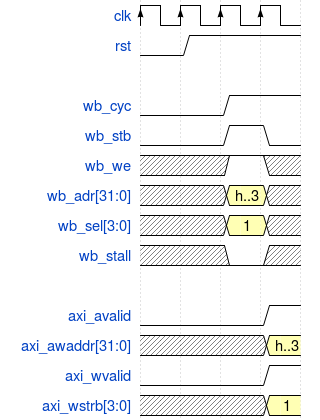 clk
rst
wb_cyc
wb_stb
wb_we
wb_adr[31:0] h..3
wb_sel[3:0] 1
wb_stall
axi_avalid
axi_awaddr[31:0] h..3
axi_wvalid
axi_wstrb[3:0] 1